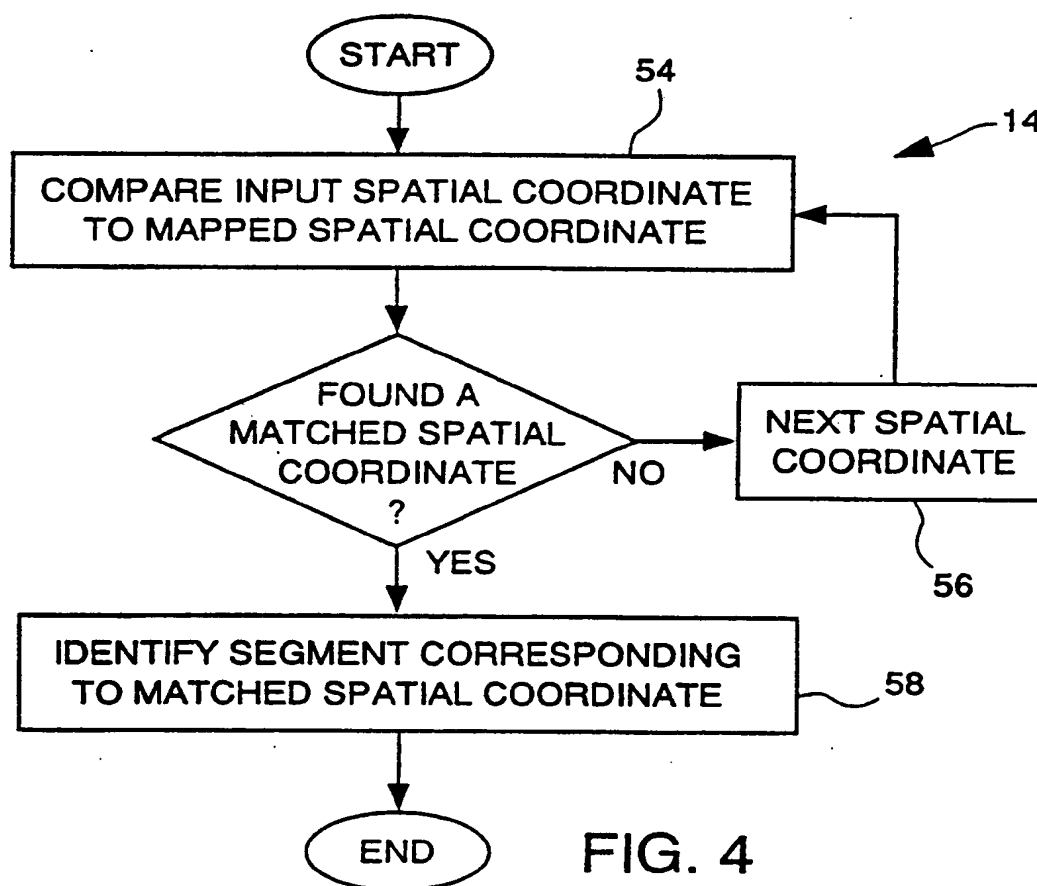 START
54
14
COMPARE INPUT SPATIAL COORDINATE
TO MAPPED SPATIAL COORDINATE
FOUND A
MATCHED SPATIAL
COORDINATE
?
NO
NEXT SPATIAL
COORDINATE
56
YES
IDENTIFY SEGMENT CORRESPONDING
TO MATCHED SPATIAL COORDINATE
58
END
FIG. 4